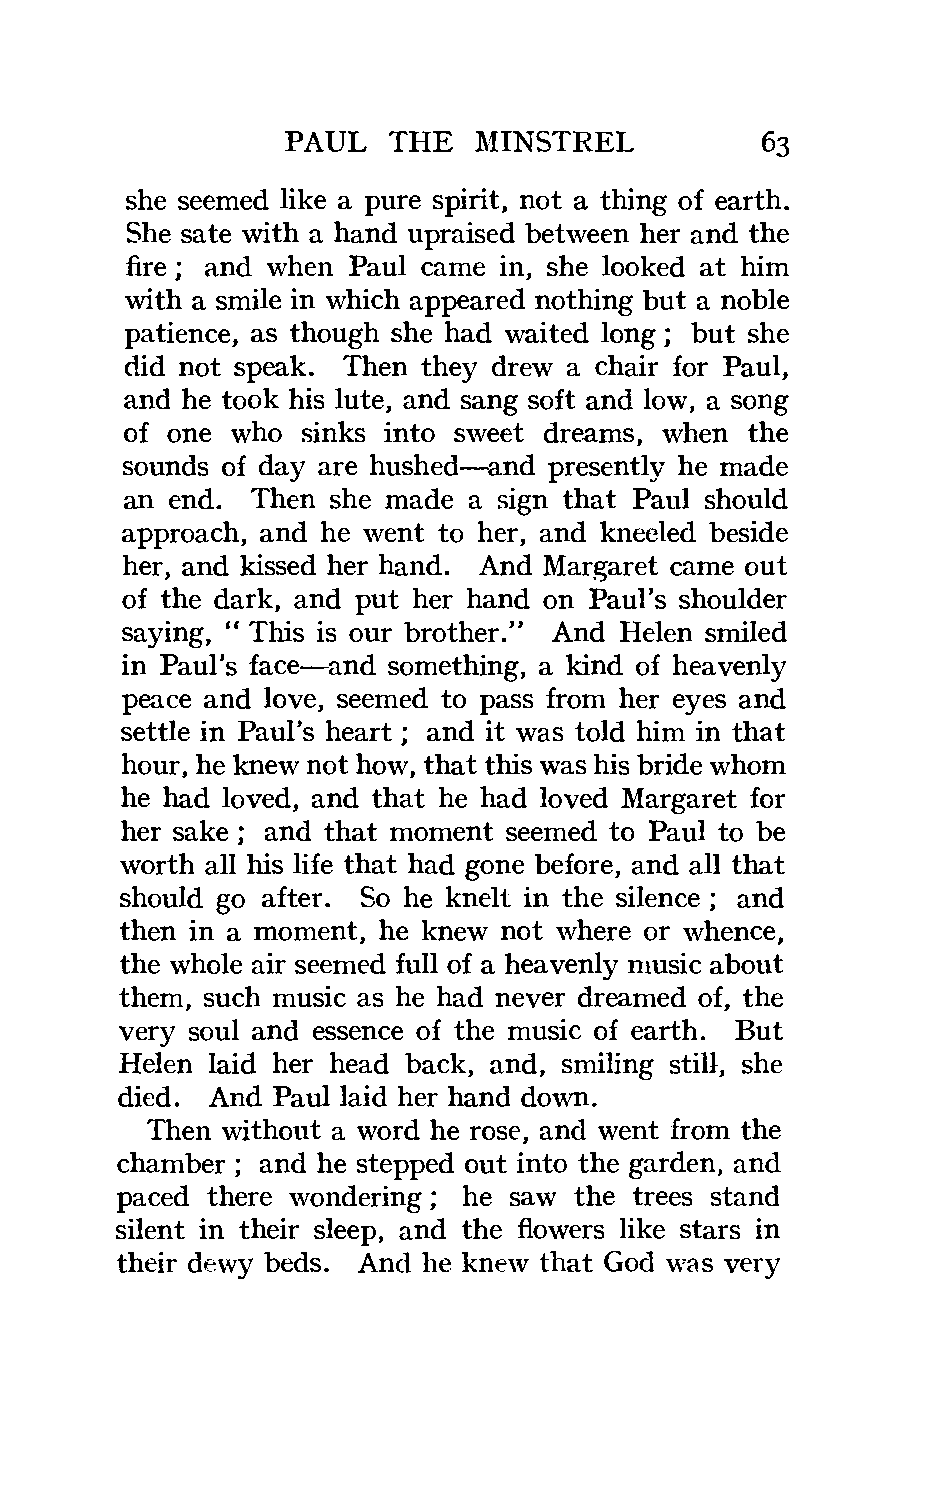 PAUL THE MINSTREL 63
she seemed like a pure spirit, not a thing of earth.
She sate with a hand upraised between her and the
fire ; and when Paul came in, she looked at him
with a smile in which appeared nothing but a noble
patience, as though she had waited long ; but she
did not speak. Then they drew a chair for Paul,
and he took his lute, and sang soft and low, a song
of one who sinks into sweet dreams, when the
sounds of day are hushed—and presently he made
an end. Then she made a sign that Paul should
approach, and he went to her, and kneeled beside
her, and kissed her hand. And Margaret came out
of the dark, and put her hand on Paul's shoulder
saying, " This is our brother." And Helen smiled
in Paul's face—and something, a kind of heavenly
peace and love, seemed to pass from her eyes and
settle in Paul's heart ; and it was told him in that
hour, he knew not how, that this was his bride whom
he had loved, and that he had loved Margaret for
her sake ; and that moment seemed to Paul to be
worth all his life that had gone before, and all that
should go after. So he knelt in the silence ; and
then in a moment, he knew not where or whence,
the whole air seemed full of a heavenly music about
them, such music as he had never dreamed of, the
very soul and essence of the music of earth. But
Helen laid her head back, and, smiling still, she
died. And Paul laid her hand down.
Then without a word he rose, and went from the
chamber ; and he stepped out into the garden, and
paced there wondering ; he saw the trees stand
silent in their sleep, and the flowers like stars in
their dewy beds. And he knew that God was very